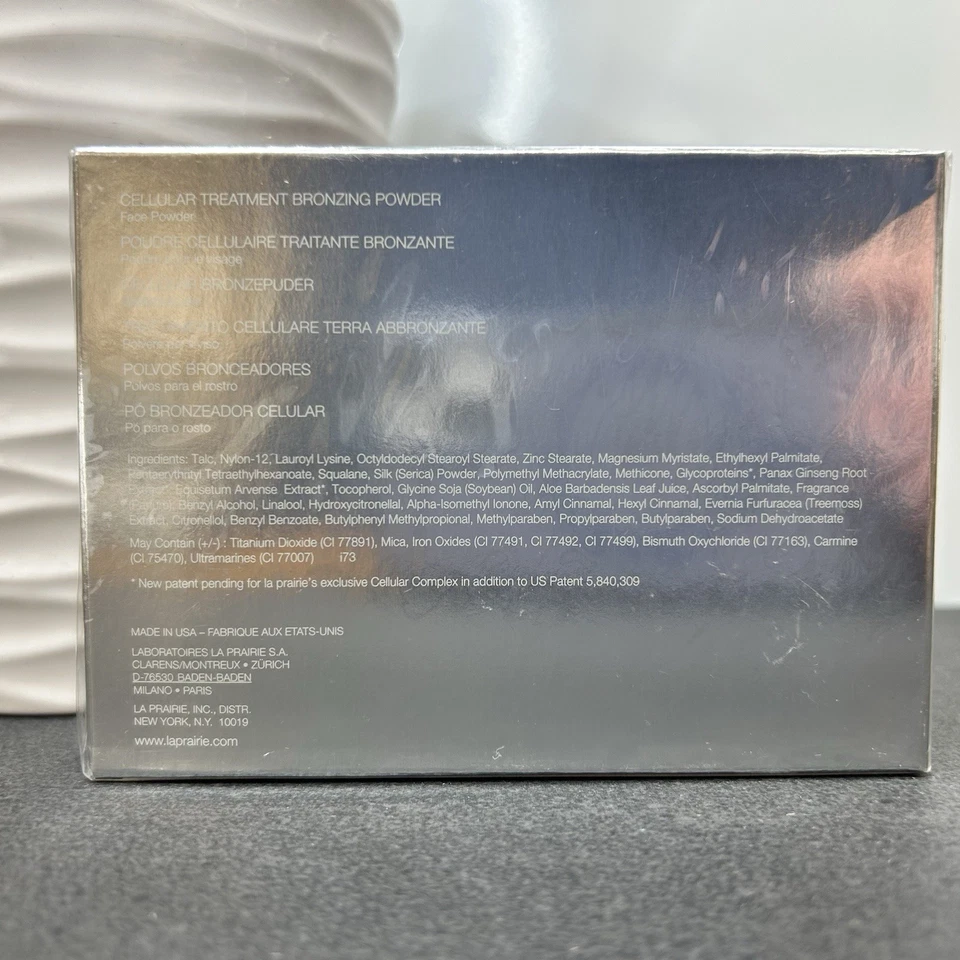 CELLULAR TREATMENT BRONZING POWDER
Face Powder
POUDRE CELLULAIRE TRAITANTE BRONZANTE
visage
BRONZEPUDER
CELLULARE TERRA ABBRONZANTE
POLVOS BRONCEADORES
Polvos para el rostro
PÓ BRONZEADOR CELULAR
Pó para o rosto
Ingredients: Talc, Nylon-12, Lauroyl Lysine, Octyldodecyl Stearoyl Stearate, Zinc Stearate, Magnesium Myristate, Ethylhexyl Palmitate,
Pentaerythrityl Tetraethylhexanoate, Squalane, Silk (Serica) Powder, Polymethyl Methacrylate, Methicone, Glycoproteins*, Panax Ginseng Root
Equisetum Arvense Extract*, Tocopherol, Glycine Soja (Soybean) Oil, Aloe Barbadensis Leaf Juice, Ascorbyl Palmitate, Fragrance
Benzyl Alcohol, Linalool, Hydroxycitronellal, Alpha-Isomethyl Ionone, Amyl Cinnamal, Hexyl Cinnamal, Evernia Furfuracea (Treemoss)
Extract, Citronellol, Benzyl Benzoate, Butylphenyl Methylpropional, Methylparaben, Propylparaben, Butylparaben, Sodium Dehydroacetate
May Contain (+/-) : Titanium Dioxide (CI 77891), Mica, Iron Oxides (CI 77491, CI 77492, CI 77499), Bismuth Oxychloride (CI 77163), Carmine
(CI 75470), Ultramarines (CI 77007) i73
* New patent pending for la prairie's exclusive Cellular Complex in addition to US Patent 5,840,309
MADE IN USA – FABRIQUE AUX ETATS-UNIS
LABORATOIRES LA PRAIRIE S.A.
CLARENS/MONTREUX • ZÜRICH
D-76530 BADEN-BADEN
MILANO • PARIS
LA PRAIRIE, INC., DISTR.
NEW YORK, N.Y. 10019
www.laprairie.com